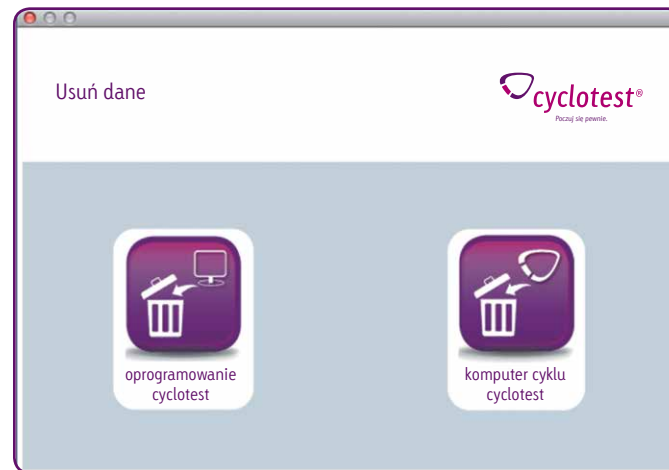 Usuń dane
cyclotest®
Poczuj się pewnie.
oprogramowanie
cyclotest
komputer cyklu
cyclotest